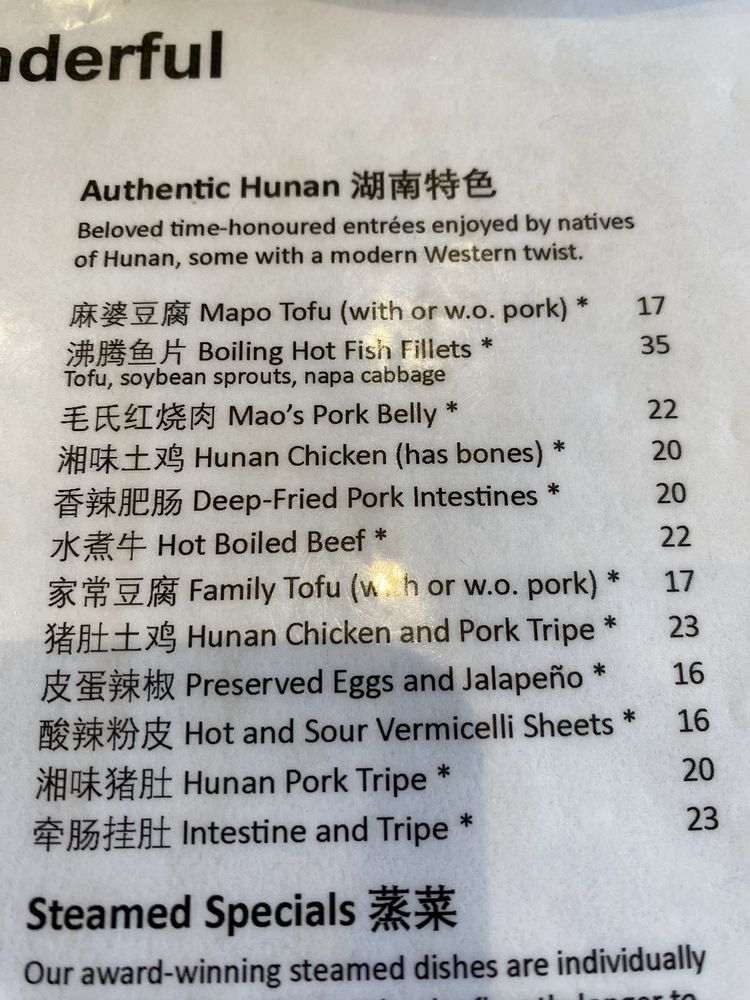 Authentic Hunan 湖南特色
Beloved time-honoured entrées enjoyed by natives
of Hunan, some with a modern Western twist.
麻婆豆腐 Mapo Tofu (with or w.o. pork) * 17
沸腾鱼片 Boiling Hot Fish Fillets * 35
Tofu, soybean sprouts, napa cabbage
毛氏红烧肉 Mao's Pork Belly * 22
湘味土鸡 Hunan Chicken (has bones) * 20
香辣肥肠 Deep-Fried Pork Intestines * 20
水煮牛 Hot Boiled Beef * 22
家常豆腐 Family Tofu (with or w.o. pork) * 17
猪肚土鸡 Hunan Chicken and Pork Tripe * 23
皮蛋辣椒 Preserved Eggs and Jalapeño * 16
酸辣粉皮 Hot and Sour Vermicelli Sheets * 16
湘味猪肚 Hunan Pork Tripe * 20
牵肠挂肚 Intestine and Tripe * 23
Steamed Specials 蒸菜
Our award-winning steamed dishes are individually